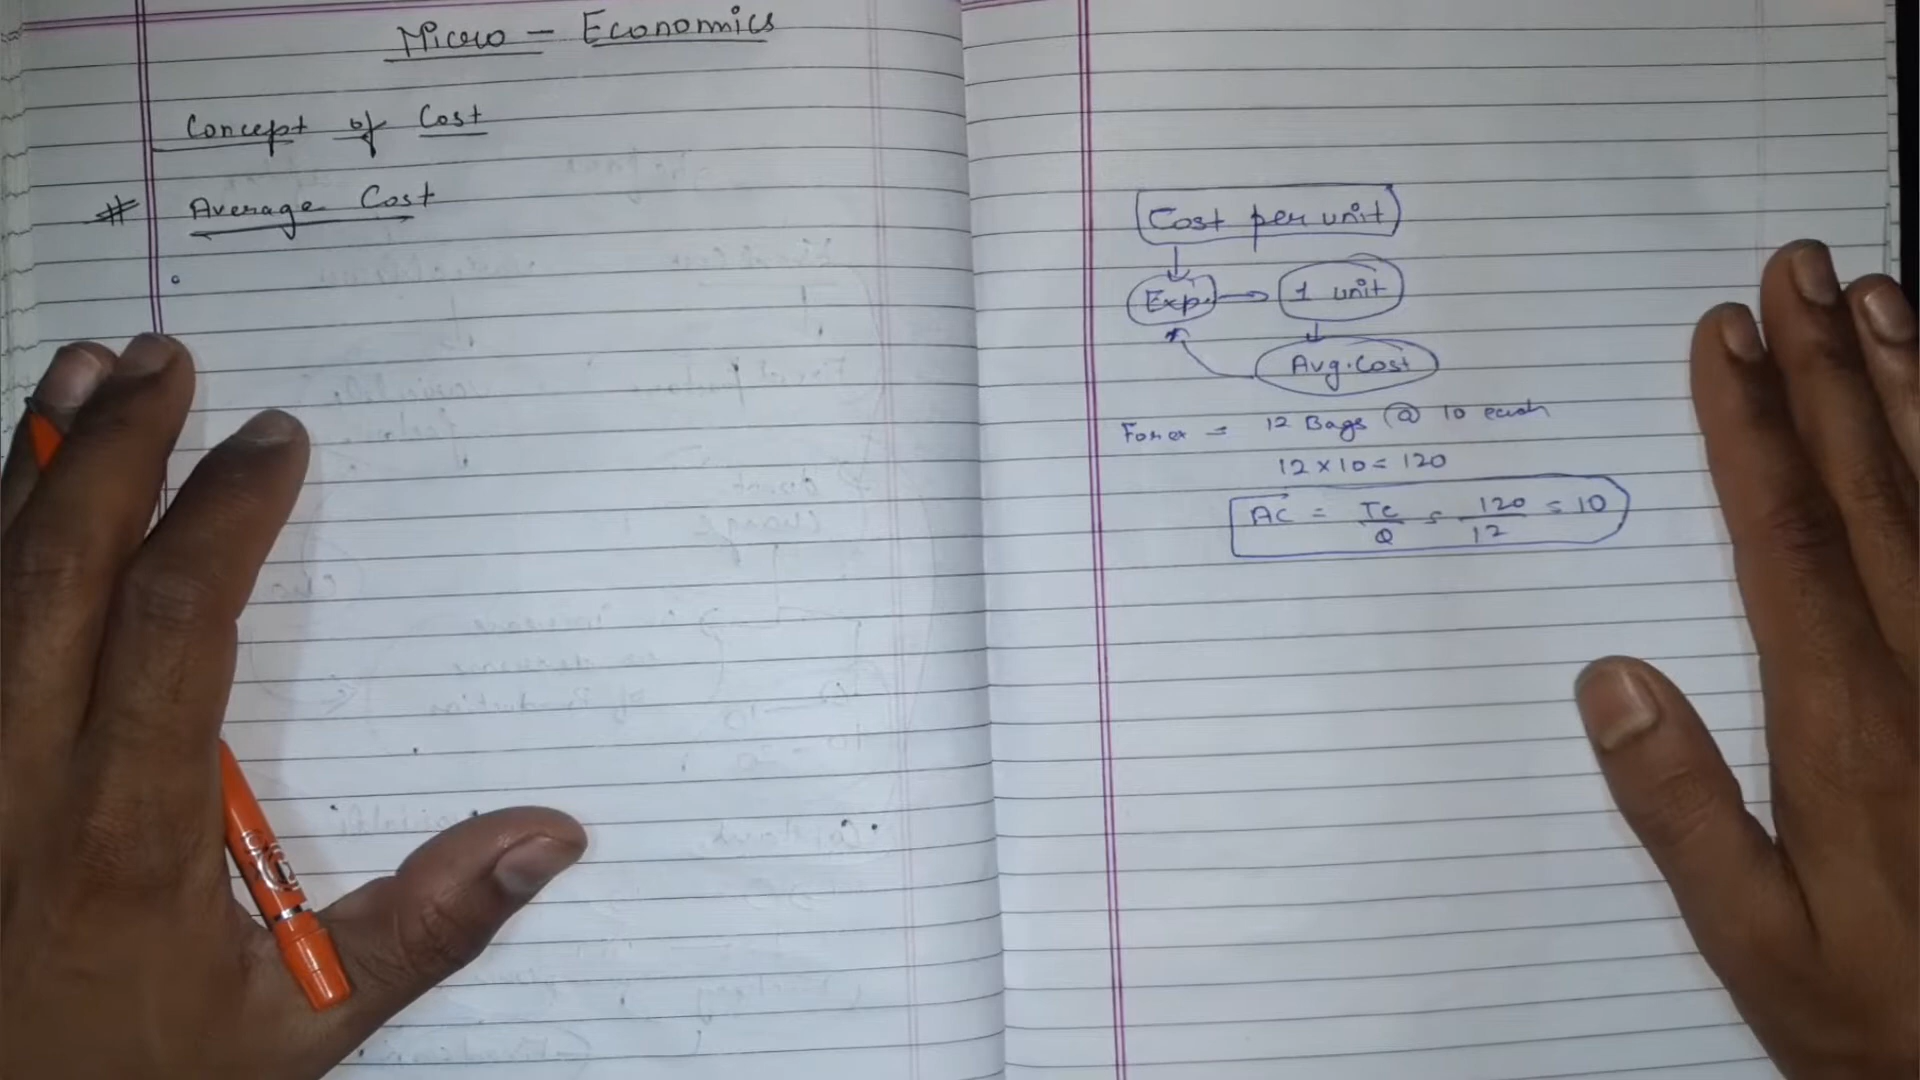 Micro - Economics
Concept of Cost
# Average Cost
Cost per unit
Exp. → 1 unit
Avg. Cost
For ex = 12 Bags @ 10 each
12 × 10 = 120
AC = TC/Q = 120/12 = 10